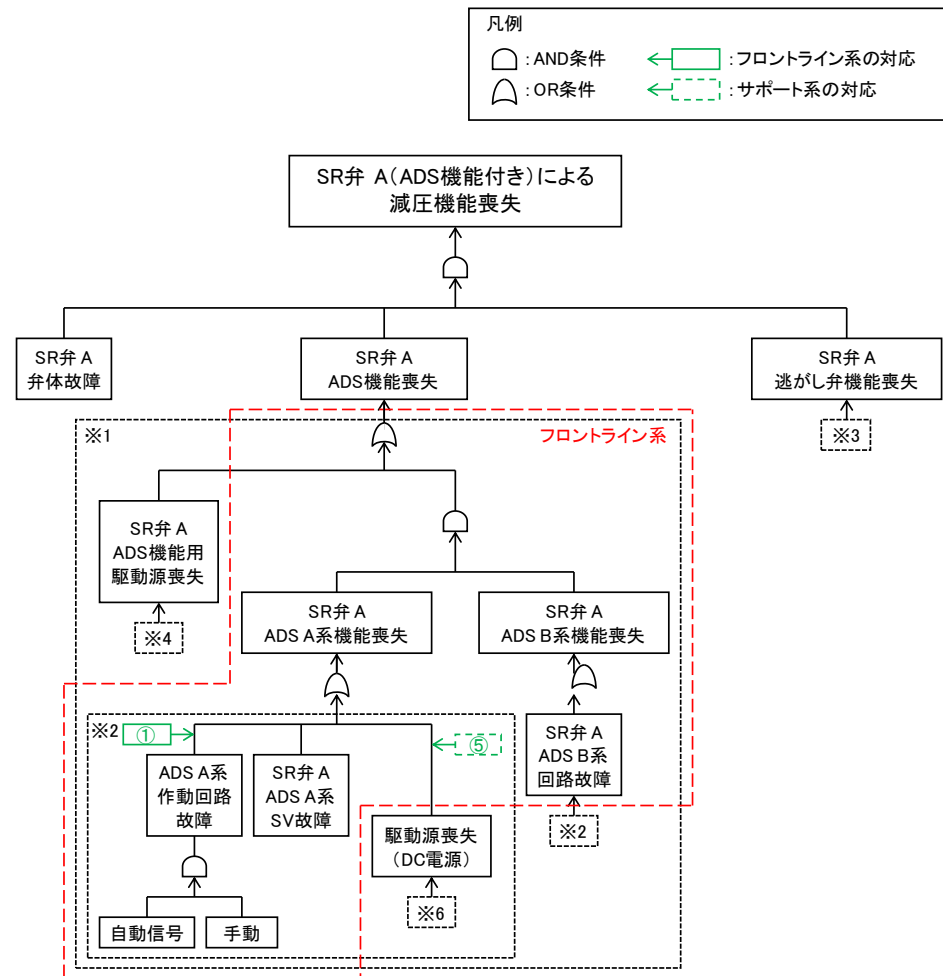 凡例
:AND条件
:フロントライン系の対応
:OR条件
:サポート系の対応
SR弁 A(ADS機能付き)による
減圧機能喪失
SR弁 A
弁体故障
SR弁 A
ADS機能喪失
SR弁 A
逃がし弁機能喪失
※3
※1
フロントライン系
SR弁 A
ADS機能用
駆動源喪失
※4
SR弁 A
ADS A系機能喪失
SR弁 A
ADS B系機能喪失
※2
①
⑤
ADS A系
作動回路
故障
SR弁 A
ADS A系
SV故障
駆動源喪失
(DC電源)
※6
SR弁 A
ADS B系
回路故障
※2
自動信号
手動